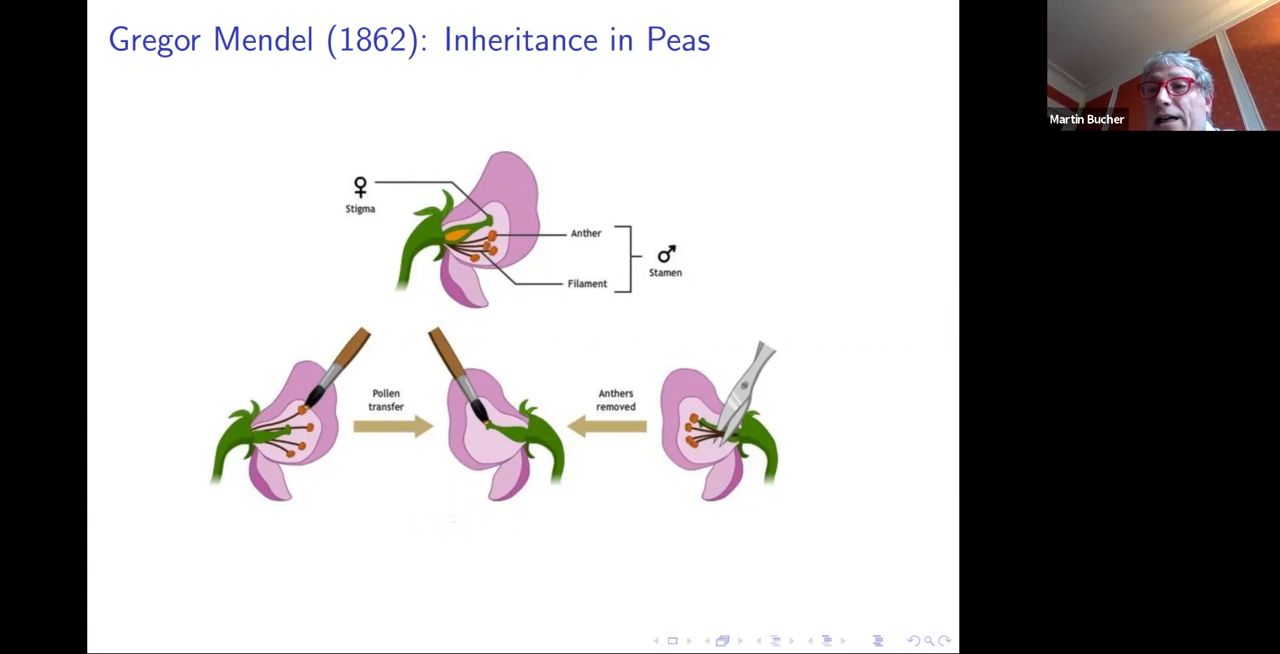 Gregor Mendel (1862): Inheritance in Peas
Martin Bucher
♀
Stigma
Anther
♂
Stamen
Filament
Pollen
transfer
Anthers
removed